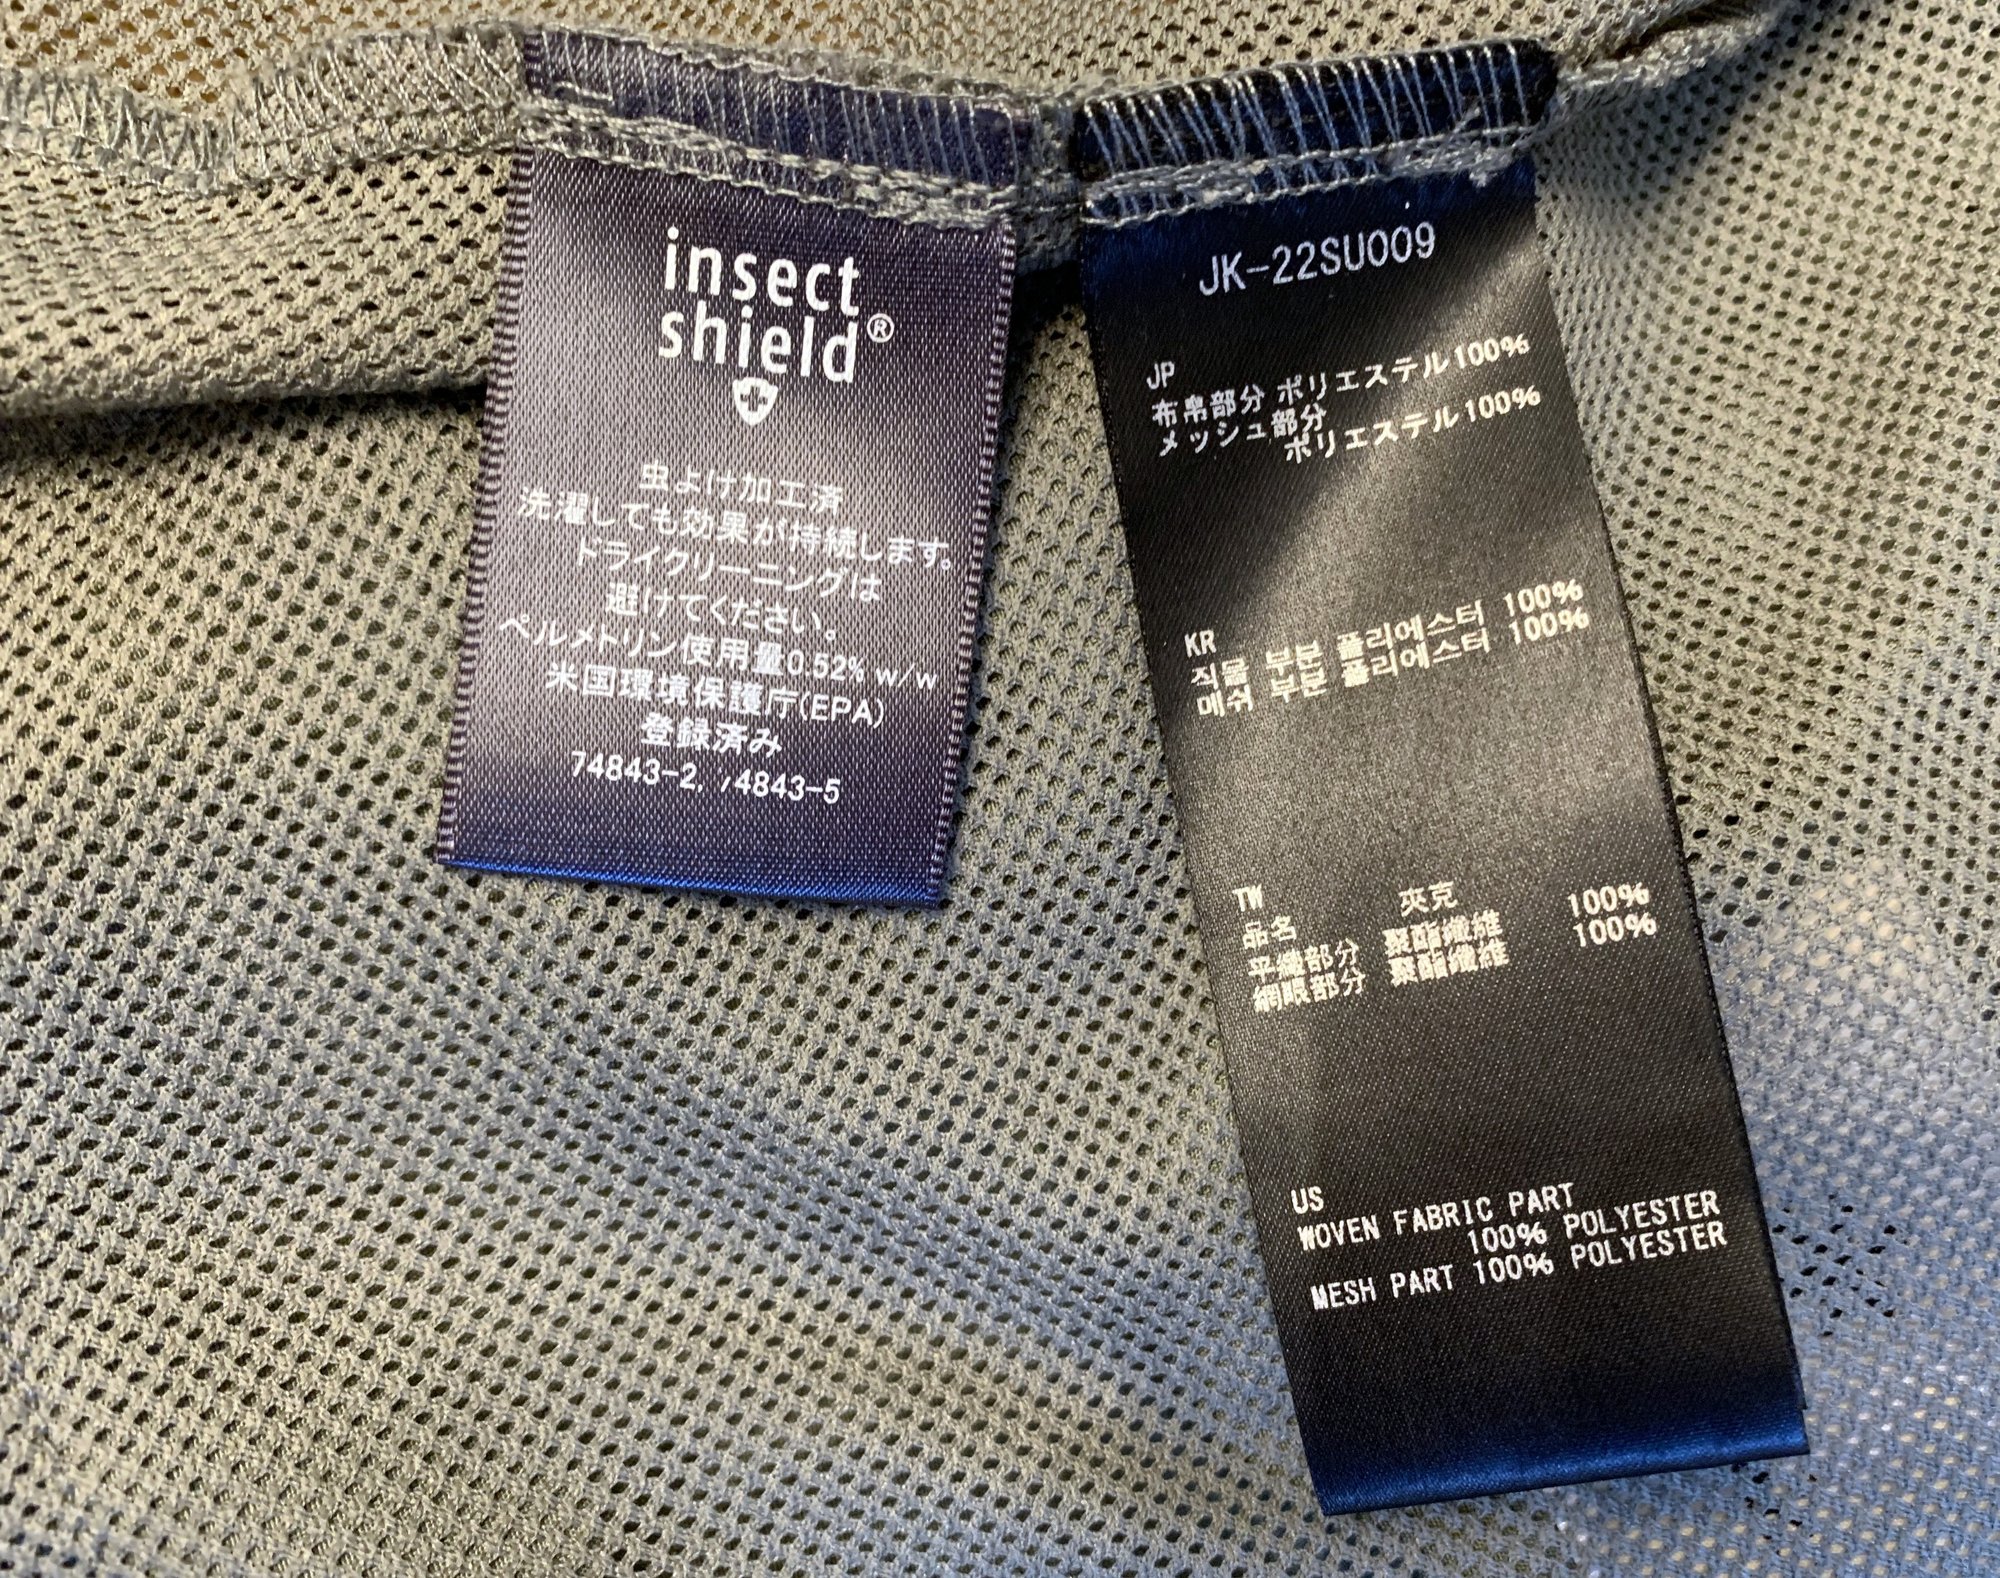 insect
shield®
虫よけ加工済
洗濯しても効果が持続します。
ドライクリーニングは
避けてください。
ペルメトリン使用量0.52% w/w
米国環境保護庁(EPA)
登録済み
74843-2, 74843-5
JK-22SU009
JP
布帛部分 ポリエステル100%
メッシュ部分
ポリエステル100%
KR
직물 부분 폴리에스터 100%
메쉬 부분 폴리에스터 100%
TW
品名 夾克
平織部分 聚酯纖維 100%
網眼部分 聚酯纖維 100%
US
WOVEN FABRIC PART
100% POLYESTER
MESH PART 100% POLYESTER